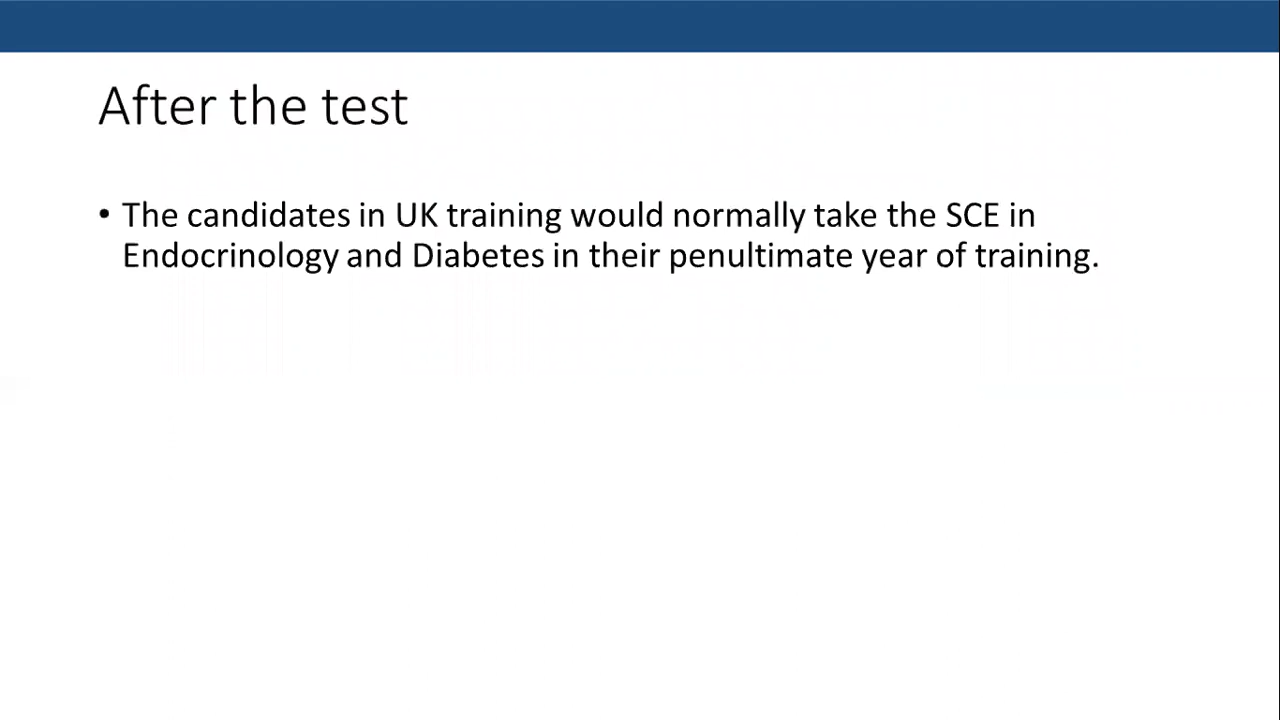 After the test
• The candidates in UK training would normally take the SCE in
Endocrinology and Diabetes in their penultimate year of training.